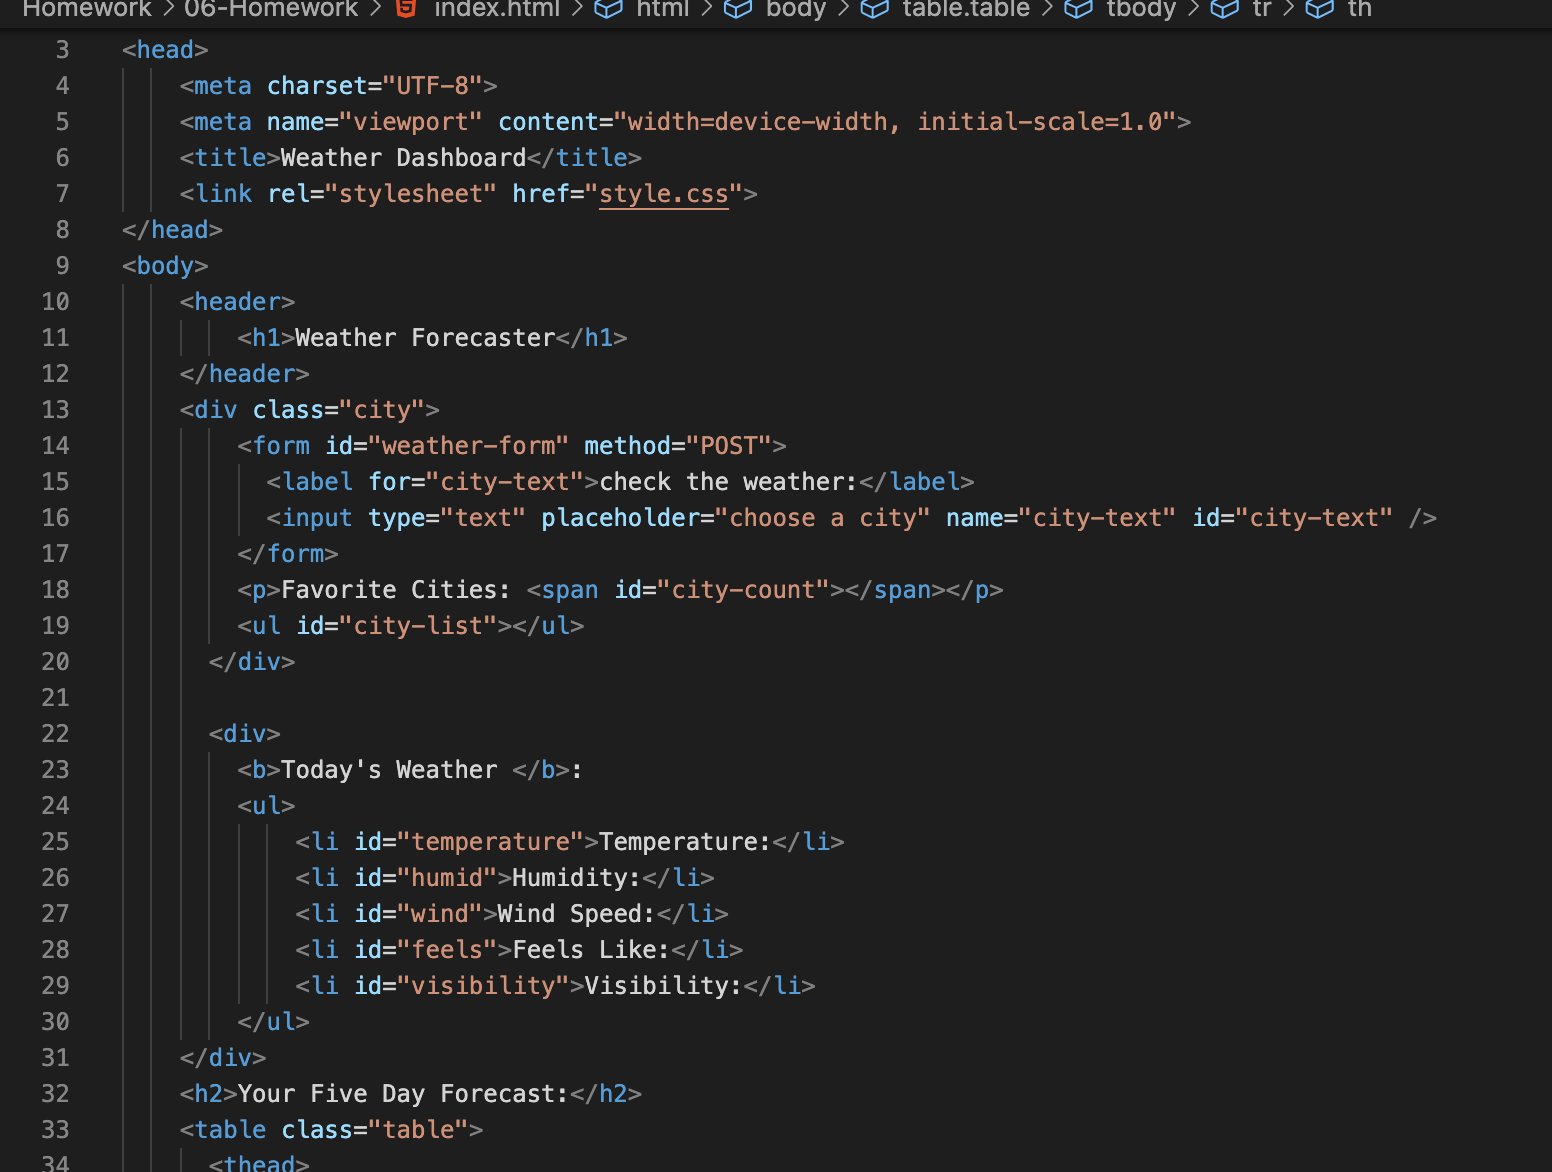 Homework > 06-Homework > index.html > html > body > table.table > tbody > tr > th
3 <head>
4 <meta charset="UTF-8">
5 <meta name="viewport" content="width=device-width, initial-scale=1.0">
6 <title>Weather Dashboard</title>
7 <link rel="stylesheet" href="style.css">
8 </head>
9 <body>
10 <header>
11 <h1>Weather Forecaster</h1>
12 </header>
13 <div class="city">
14 <form id="weather-form" method="POST">
15 <label for="city-text">check the weather:</label>
16 <input type="text" placeholder="choose a city" name="city-text" id="city-text" />
17 </form>
18 <p>Favorite Cities: <span id="city-count"></span></p>
19 <ul id="city-list"></ul>
20 </div>
21
22 <div>
23 <b>Today's Weather </b>:
24 <ul>
25 <li id="temperature">Temperature:</li>
26 <li id="humid">Humidity:</li>
27 <li id="wind">Wind Speed:</li>
28 <li id="feels">Feels Like:</li>
29 <li id="visibility">Visibility:</li>
30 </ul>
31 </div>
32 <h2>Your Five Day Forecast:</h2>
33 <table class="table">
34 <thead>